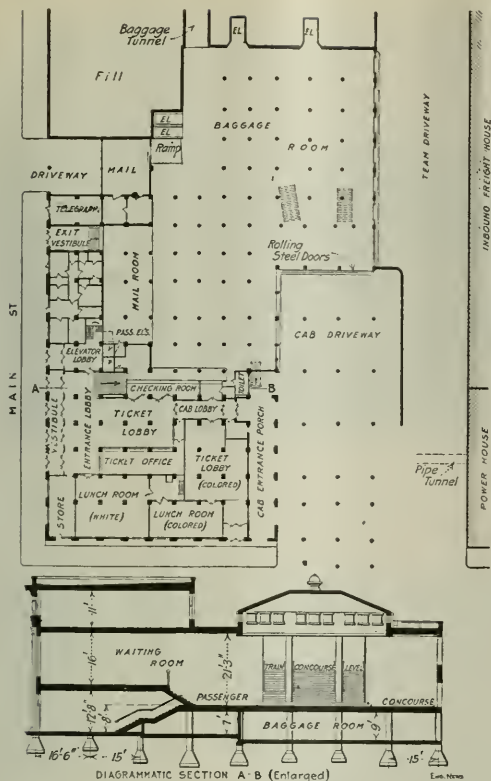 Baggage
Tunnel
EL
EL
Fill
BAGGAGE
ROOM
EL
EL
Ramp
DRIVEWAY
MAIL
TELEGRAPH
EXIT
VESTIBULE
MAIL ROOM
Rolling
Steel Doors
TEAM DRIVEWAY
INBOUND FREIGHT HOUSE
CAB DRIVEWAY
PASS. ELS.
ELEVATOR
LOBBY
MAIN ST
A
CHECKING ROOM
TOILET
B
VESTIBULE
ENTRANCE LOBBY
TICKET
LOBBY
CAB LOBBY
TICKET OFFICE
TICKET
LOBBY
(COLORED)
CAB ENTRANCE PORCH
STORE
LUNCH ROOM
(WHITE)
LUNCH ROOM
(COLORED)
Pipe
Tunnel
POWER HOUSE
11'
16'
WAITING
ROOM
21'-3"
TRAIN
CONCOURSE
LEVEL
PASSENGER
CONCOURSE
12'-8"
8'
7'
BAGGAGE ROOM
9'
16'-6"
15'
15'
DIAGRAMMATIC SECTION A-B (Enlarged)
ENG. NEWS